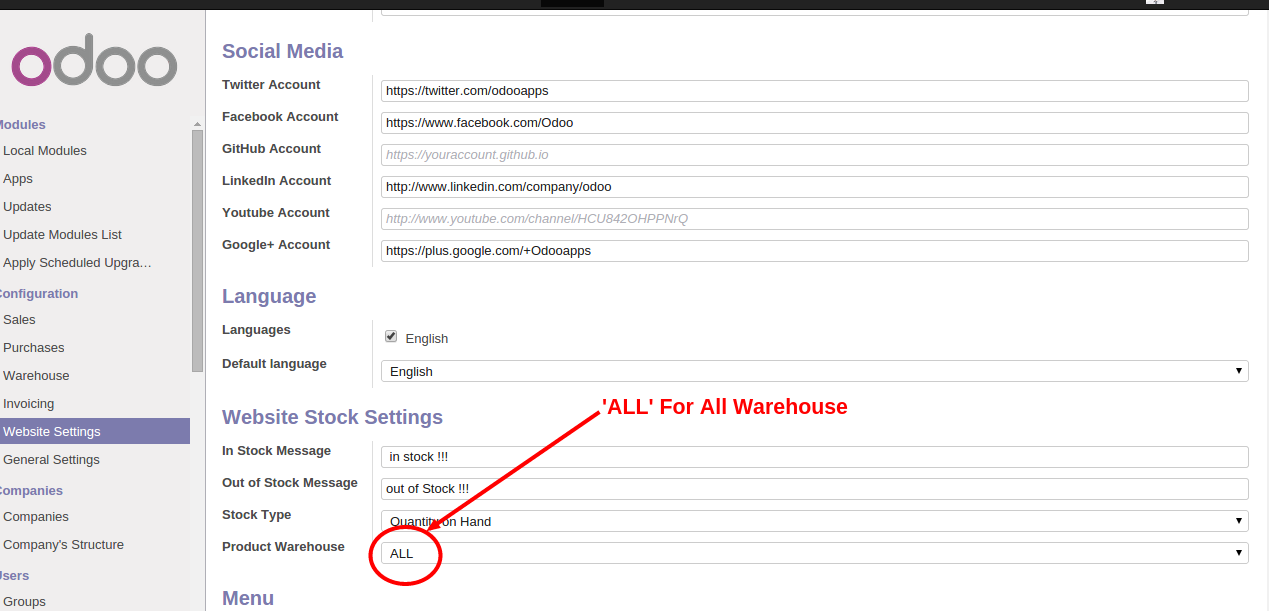 odoo
Modules
Local Modules
Apps
Updates
Update Modules List
Apply Scheduled Upgra…
Configuration
Sales
Purchases
Warehouse
Invoicing
Website Settings
General Settings
Companies
Companies
Company's Structure
Users
Groups
Social Media
Twitter Account https://twitter.com/odooapps
Facebook Account https://www.facebook.com/Odoo
GitHub Account https://youraccount.github.io
LinkedIn Account http://www.linkedin.com/company/odoo
Youtube Account http://www.youtube.com/channel/HCU842OHPPNrQ
Google+ Account https://plus.google.com/+Odooapps
Language
Languages English
Default language English
'ALL' For All Warehouse
Website Stock Settings
In Stock Message in stock !!!
Out of Stock Message out of Stock !!!
Stock Type Quantity on Hand
Product Warehouse ALL
Menu